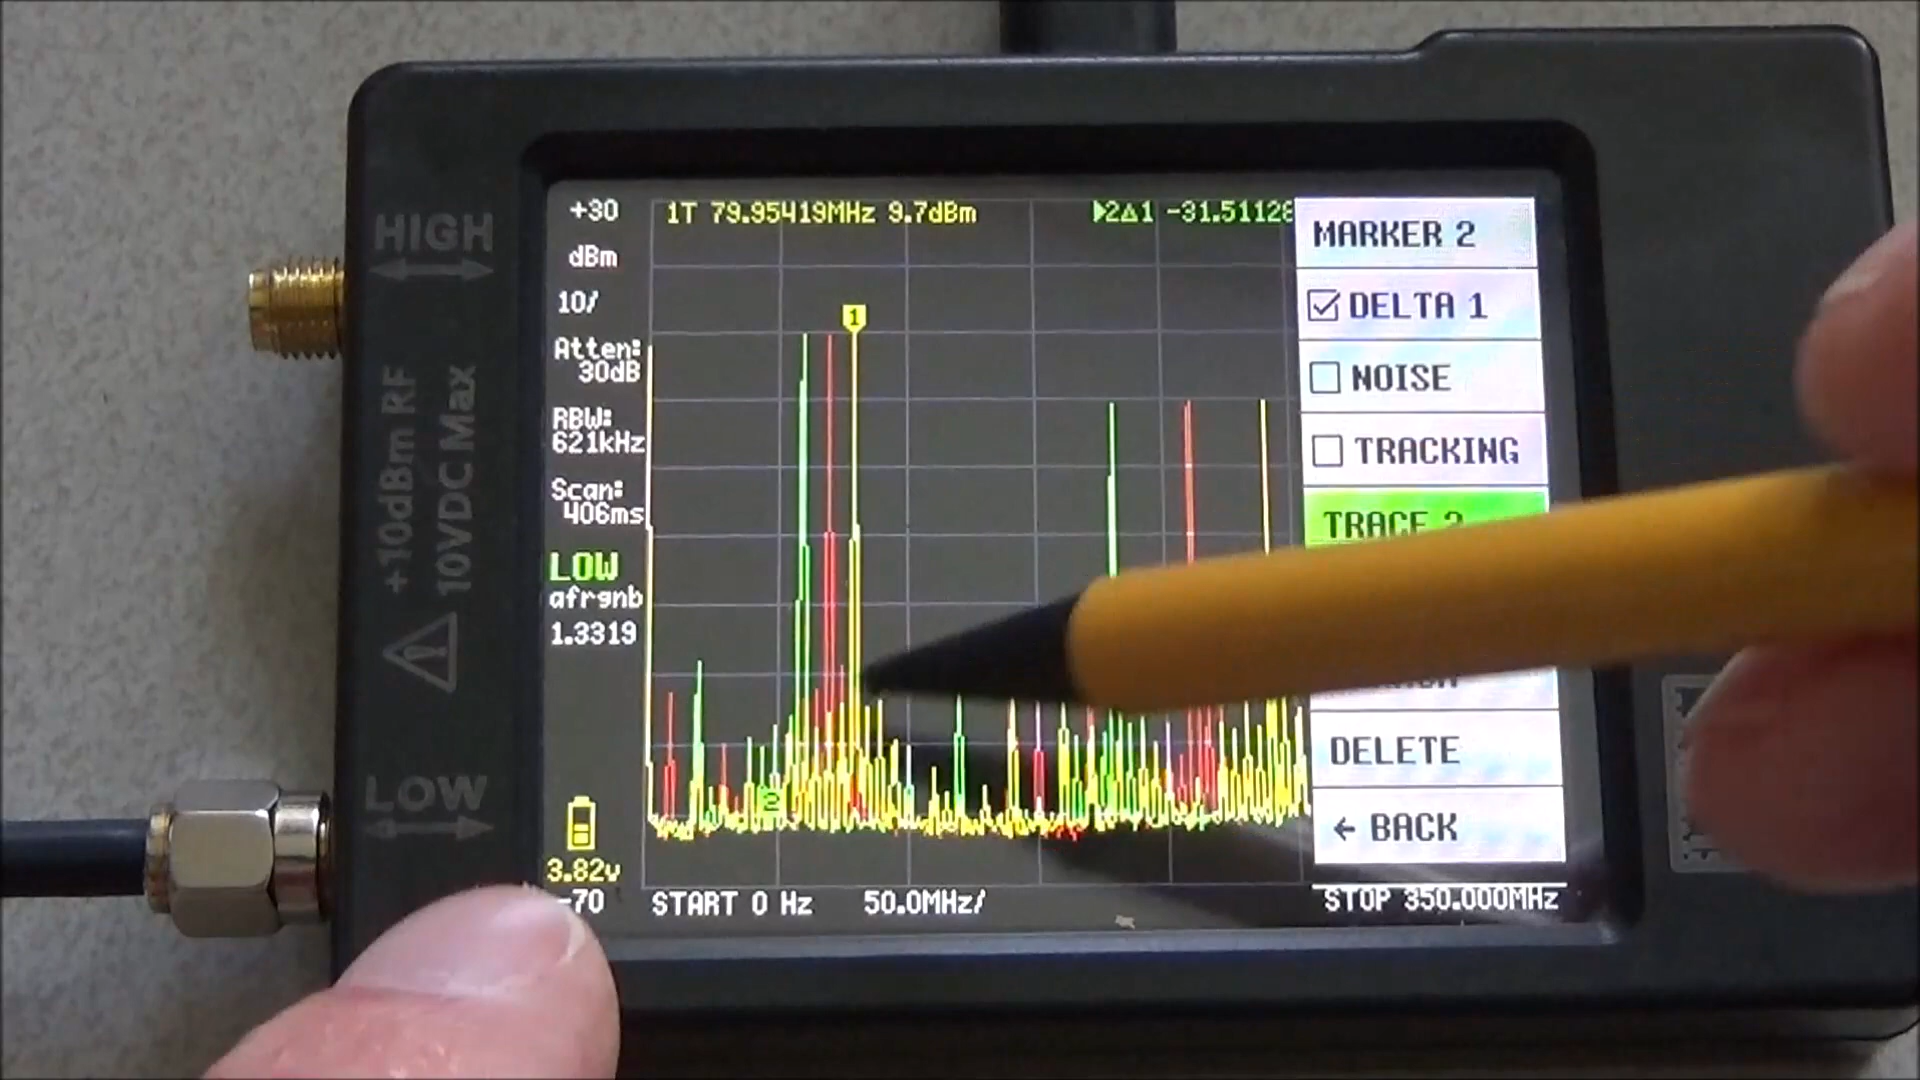 HIGH
+10dBm RF
10VDC Max
LOW
+30
dBm
10/
Atten:
30dB
RBW:
621kHz
Scan:
406ms
LOW
afrgnb
1.3319
3.82v
-70
1T 79.95419MHz 9.7dBm
2Δ1 -31.51128
1
2
START 0 Hz 50.0MHz/ STOP 350.000MHz
MARKER 2
DELTA 1
NOISE
TRACKING
TRACE 2
DELETE
← BACK